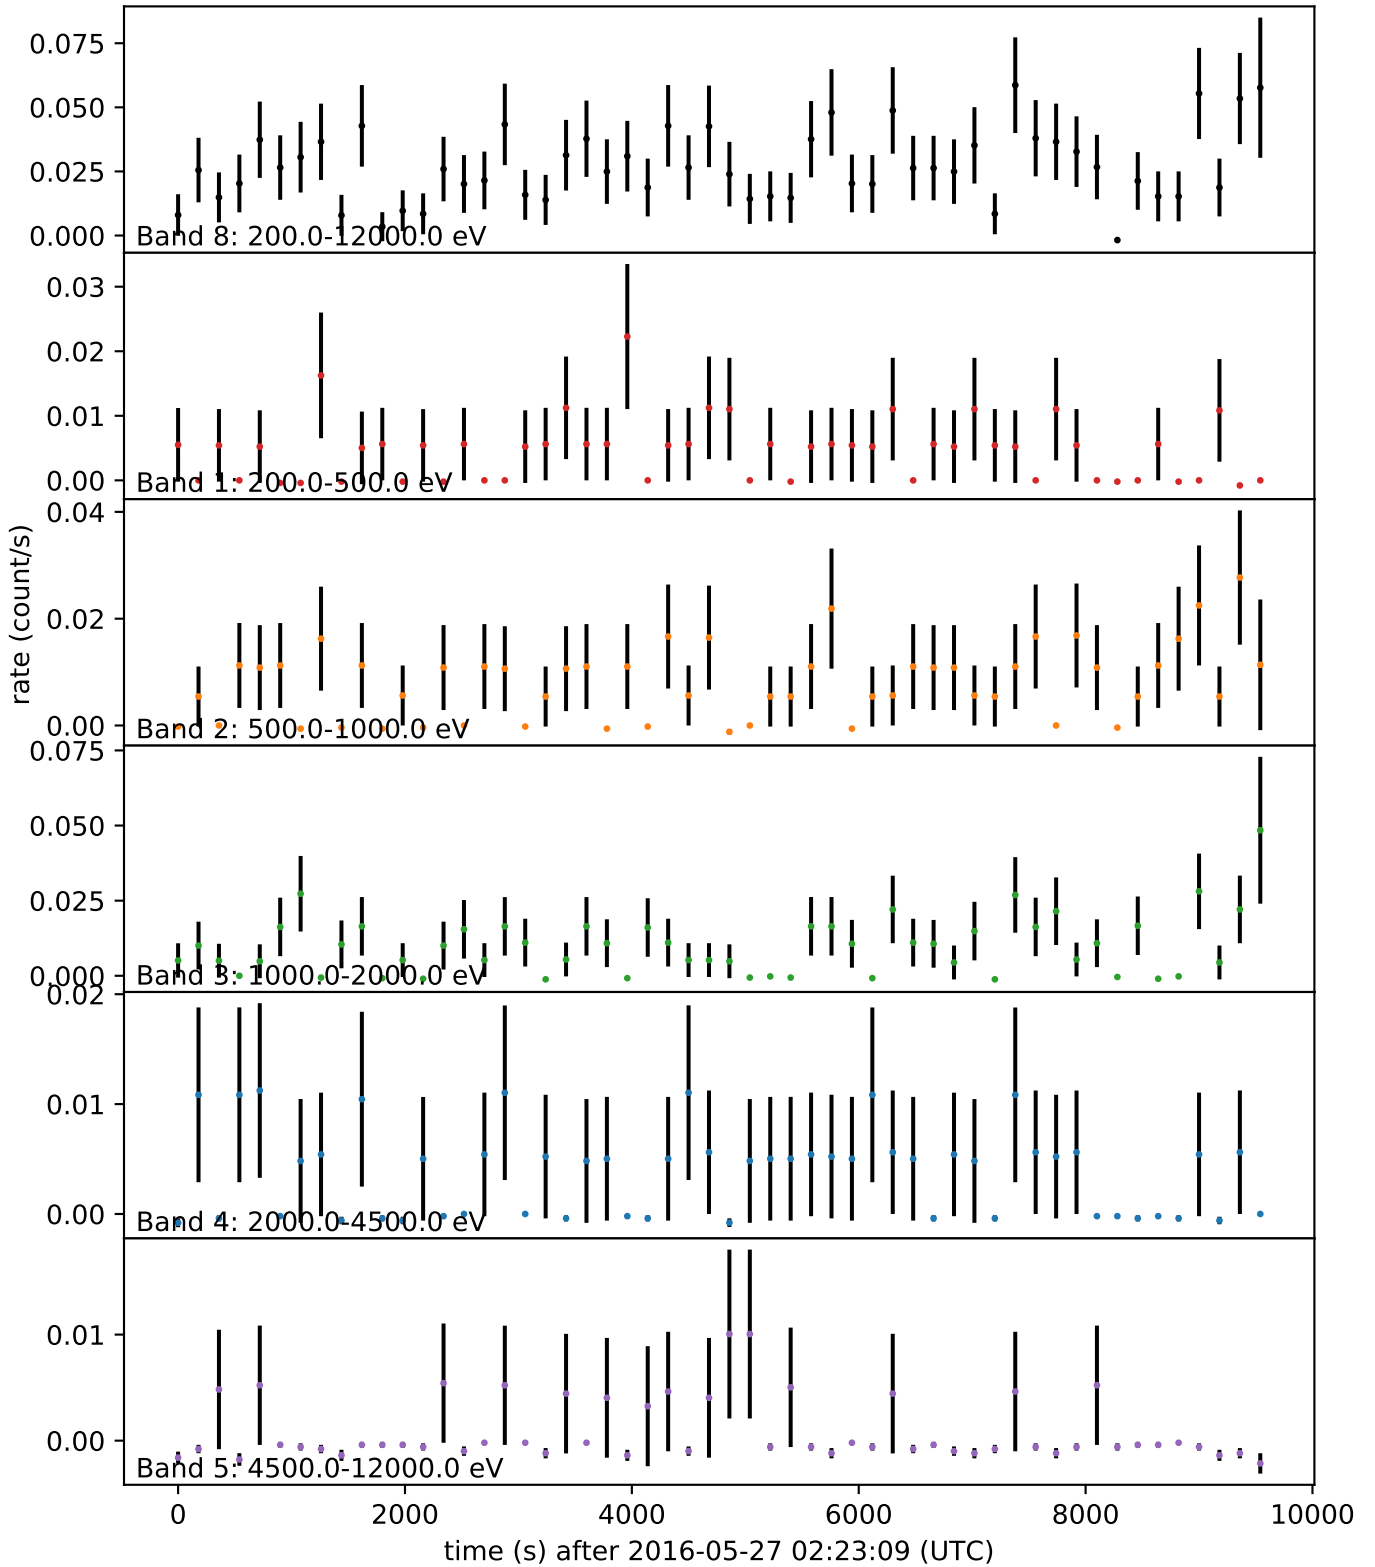 0.075
0.050
0.025
0.000
Band 8: 200.0-12000.0 eV
0.03
0.02
0.01
0.00
Band 1: 200.0-500.0 eV
0.04
0.02
0.00
Band 2: 500.0-1000.0 eV
rate (count/s)
0.075
0.050
0.025
0.000
Band 3: 1000.0-2000.0 eV
0.02
0.01
0.00
Band 4: 2000.0-4500.0 eV
0.01
0.00
Band 5: 4500.0-12000.0 eV
0 2000 4000 6000 8000 10000
time (s) after 2016-05-27 02:23:09 (UTC)